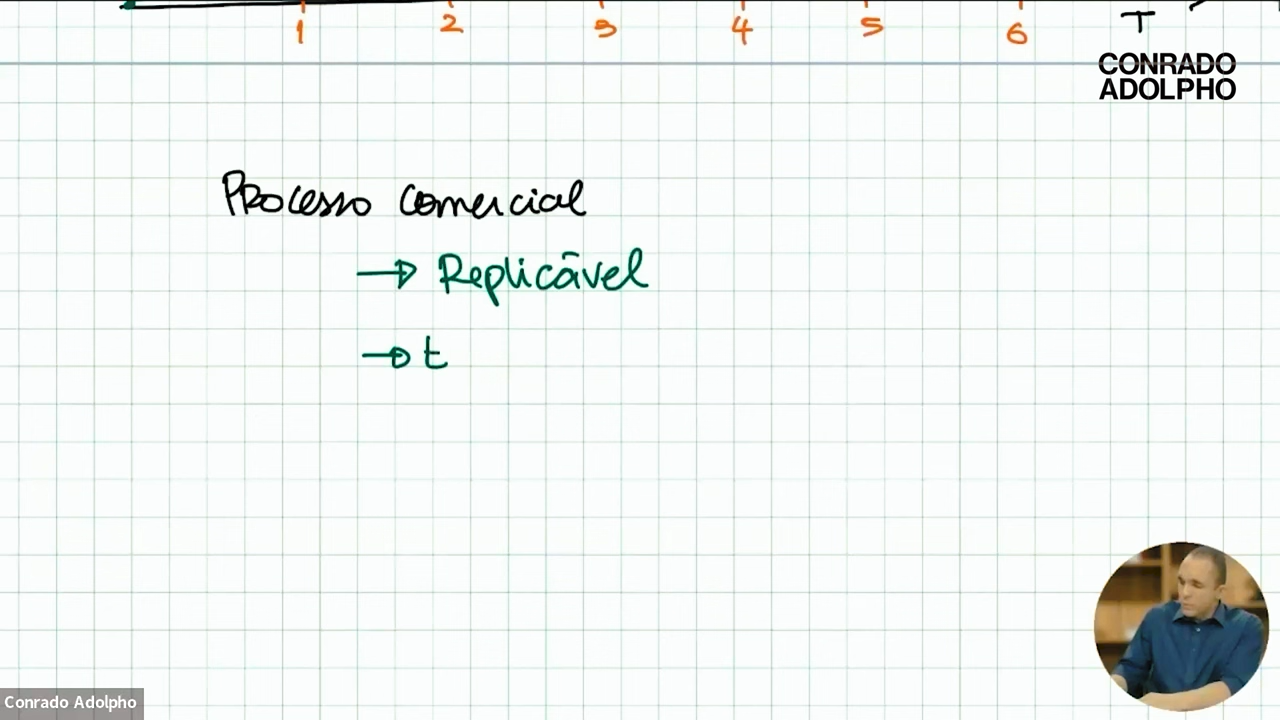 1 2 3 4 5 6 T
CONRADO
ADOLPHO
Processo comercial
→ Replicável
→ t
Conrado Adolpho